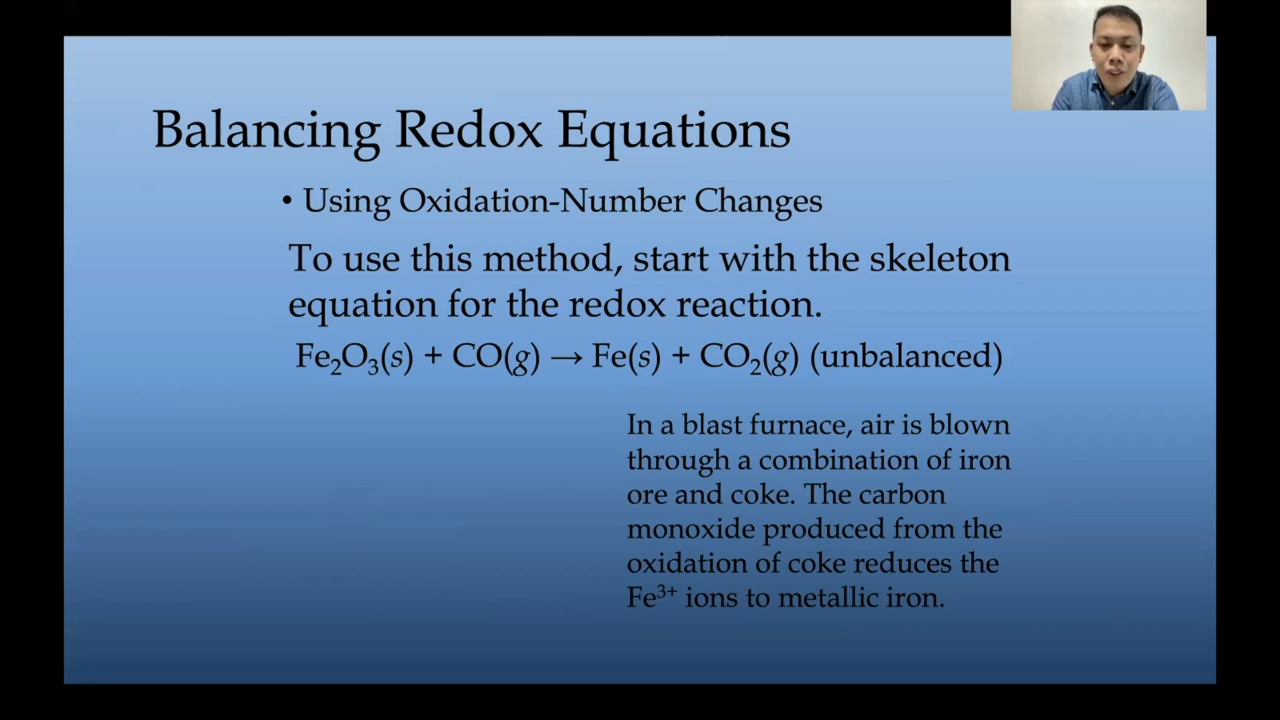 Balancing Redox Equations
• Using Oxidation-Number Changes
To use this method, start with the skeleton
equation for the redox reaction.
Fe₂O₃(s) + CO(g) → Fe(s) + CO₂(g) (unbalanced)
In a blast furnace, air is blown
through a combination of iron
ore and coke. The carbon
monoxide produced from the
oxidation of coke reduces the
Fe³⁺ ions to metallic iron.